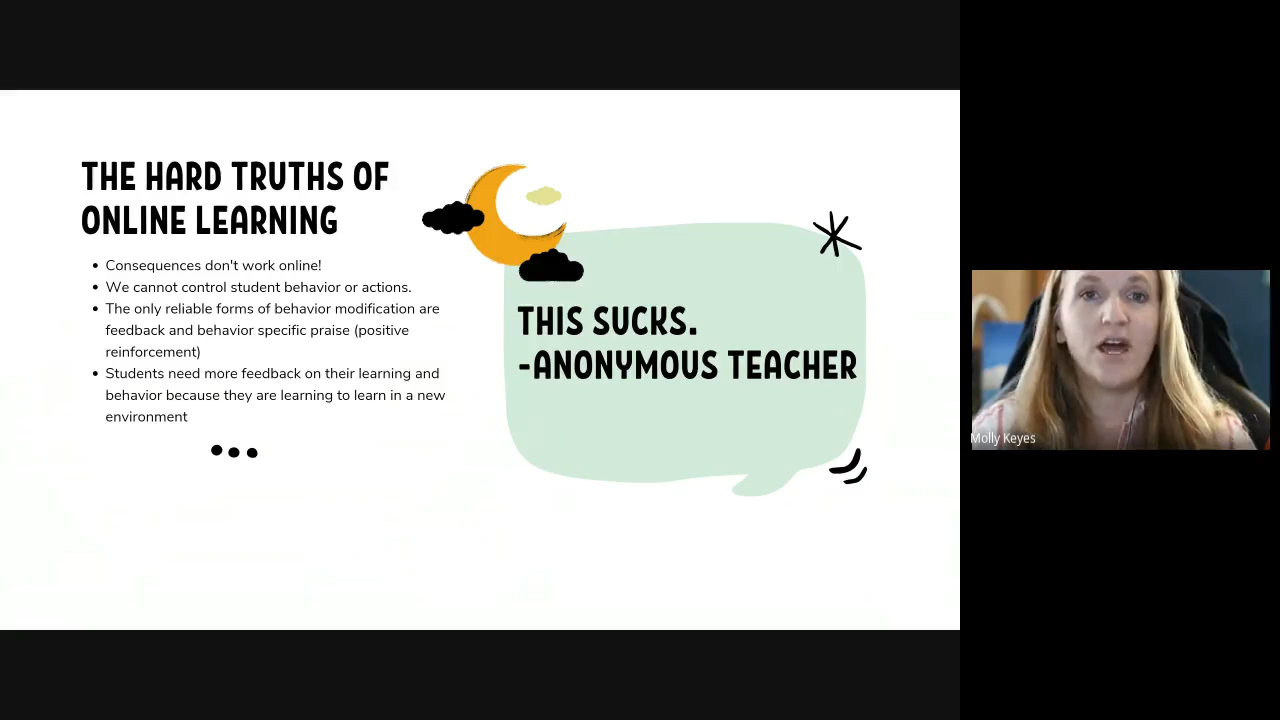 THE HARD TRUTHS OF
ONLINE LEARNING
• Consequences don't work online!
• We cannot control student behavior or actions.
• The only reliable forms of behavior modification are
feedback and behavior specific praise (positive
reinforcement)
• Students need more feedback on their learning and
behavior because they are learning to learn in a new
environment
THIS SUCKS.
-ANONYMOUS TEACHER
Molly Keyes